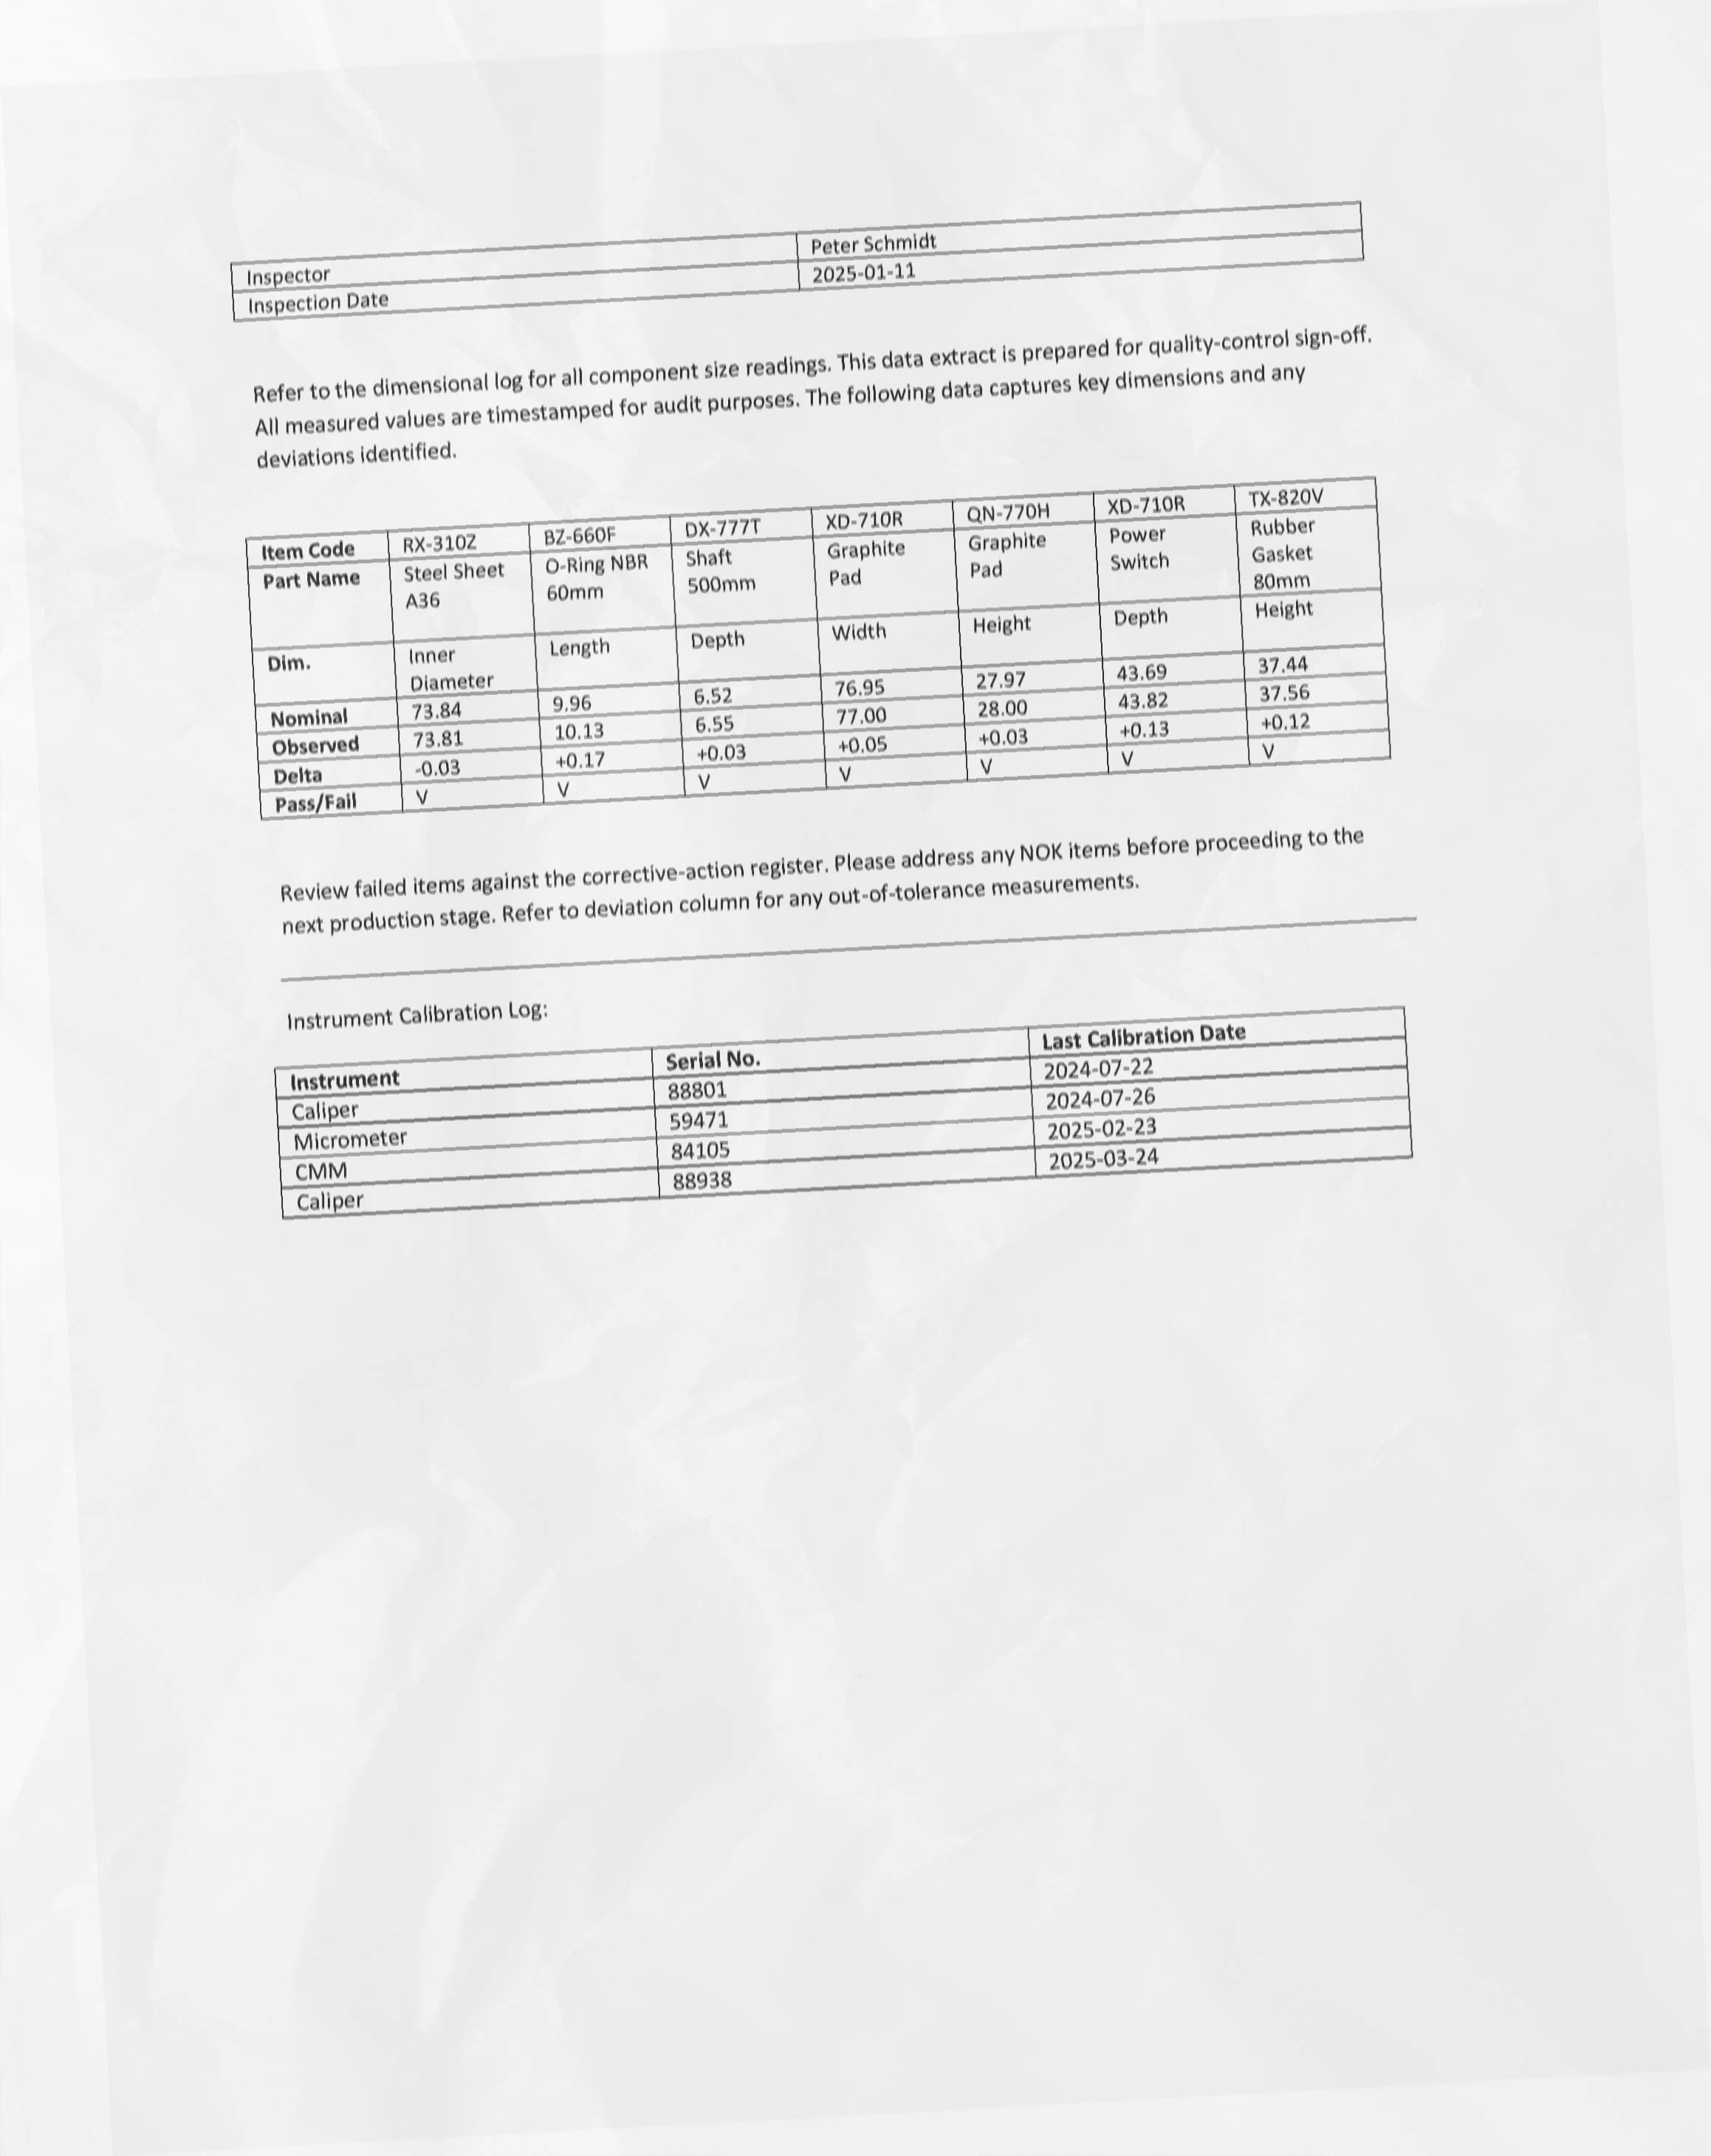 Inspector Peter Schmidt
Inspection Date 2025-01-11
Refer to the dimensional log for all component size readings. This data extract is prepared for quality-control sign-off.
All measured values are timestamped for audit purposes. The following data captures key dimensions and any
deviations identified.
Item Code RX-310Z BZ-660F DX-777T XD-710R QN-770H XD-710R TX-820V
Part Name Steel Sheet O-Ring NBR Shaft Graphite Graphite Power Rubber
A36 60mm 500mm Pad Pad Switch Gasket
80mm
Dim. Inner Length Depth Width Height Depth Height
Diameter
Nominal 73.84 9.96 6.52 76.95 27.97 43.69 37.44
Observed 73.81 10.13 6.55 77.00 28.00 43.82 37.56
Delta -0.03 +0.17 +0.03 +0.05 +0.03 +0.13 +0.12
Pass/Fail V V V V V V V
Review failed items against the corrective-action register. Please address any NOK items before proceeding to the
next production stage. Refer to deviation column for any out-of-tolerance measurements.
Instrument Calibration Log:
Instrument Serial No. Last Calibration Date
Caliper 88801 2024-07-22
Micrometer 59471 2024-07-26
CMM 84105 2025-02-23
Caliper 88938 2025-03-24